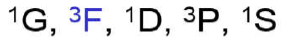 ¹G, ³F, ¹D, ³P, ¹S